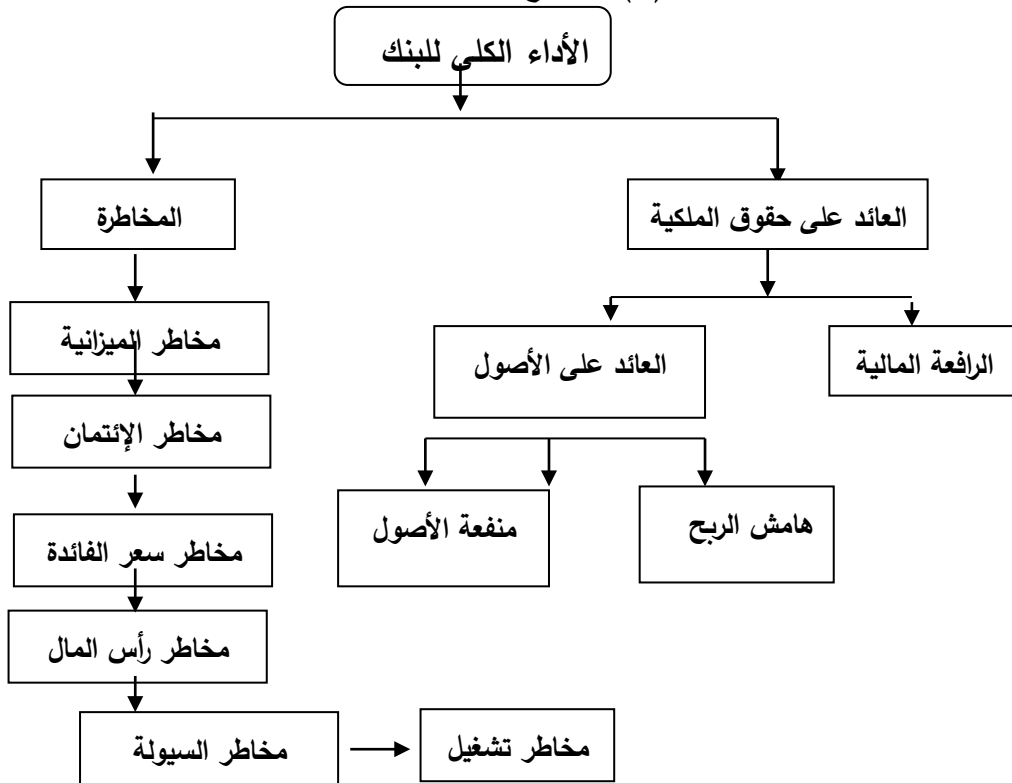 الأداء الكلي للبنك
العائد على حقوق الملكية
المخاطرة
الرافعة المالية
العائد على الأصول
مخاطر الميزانية
مخاطر الإئتمان
هامش الربح
منفعة الأصول
مخاطر سعر الفائدة
مخاطر رأس المال
مخاطر السيولة
مخاطر تشغيل